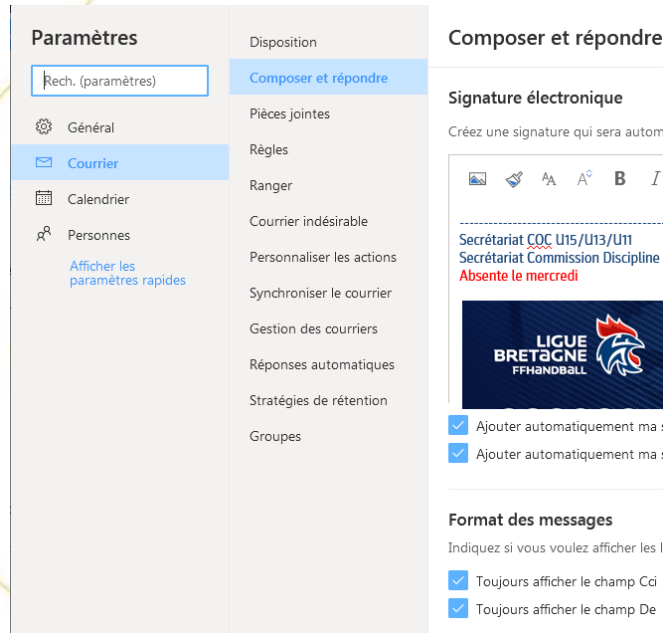 Paramètres
Rech. (paramètres)
Général
Courrier
Calendrier
Personnes
Afficher les
paramètres rapides
Disposition
Composer et répondre
Pièces jointes
Règles
Ranger
Courrier indésirable
Personnaliser les actions
Synchroniser le courrier
Gestion des courriers
Réponses automatiques
Stratégies de rétention
Groupes
Composer et répondre
Signature électronique
Créez une signature qui sera autom
AA A B I
Secrétariat COC U15/U13/U11
Secrétariat Commission Discipline
Absente le mercredi
LIGUE
BRETAGNE
FFHANDBALL
Ajouter automatiquement ma s
Ajouter automatiquement ma s
Format des messages
Indiquez si vous voulez afficher les
Toujours afficher le champ Cci
Toujours afficher le champ De